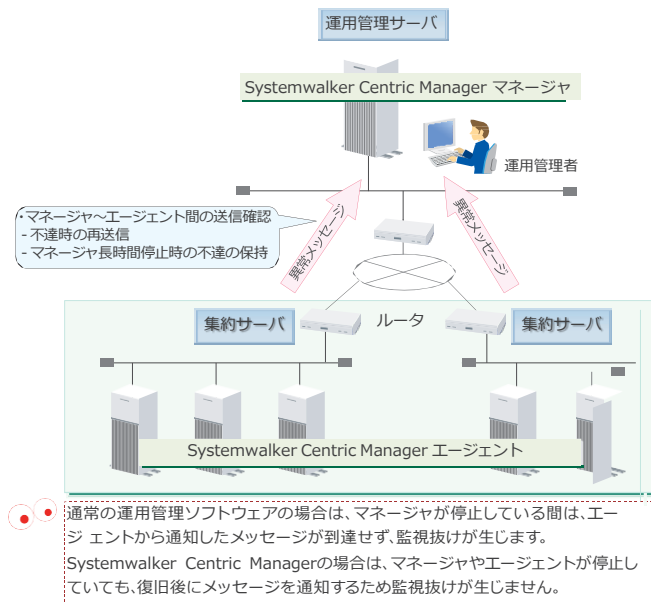 運用管理サーバ
Systemwalker Centric Manager マネージャ
運用管理者
・マネージャ～エージェント間の送信確認
- 不達時の再送信
- マネージャ長時間停止時の不達の保持
異常メッセージ
異常メッセージ
集約サーバ
ルータ
集約サーバ
Systemwalker Centric Manager エージェント
通常の運用管理ソフトウェアの場合は、マネージャが停止している間は、エー
ジ ェントから通知したメッセージが到達せず、監視抜けが生じます。
Systemwalker Centric Managerの場合は、マネージャやエージェントが停止し
ていても、復旧後にメッセージを通知するため監視抜けが生じません。